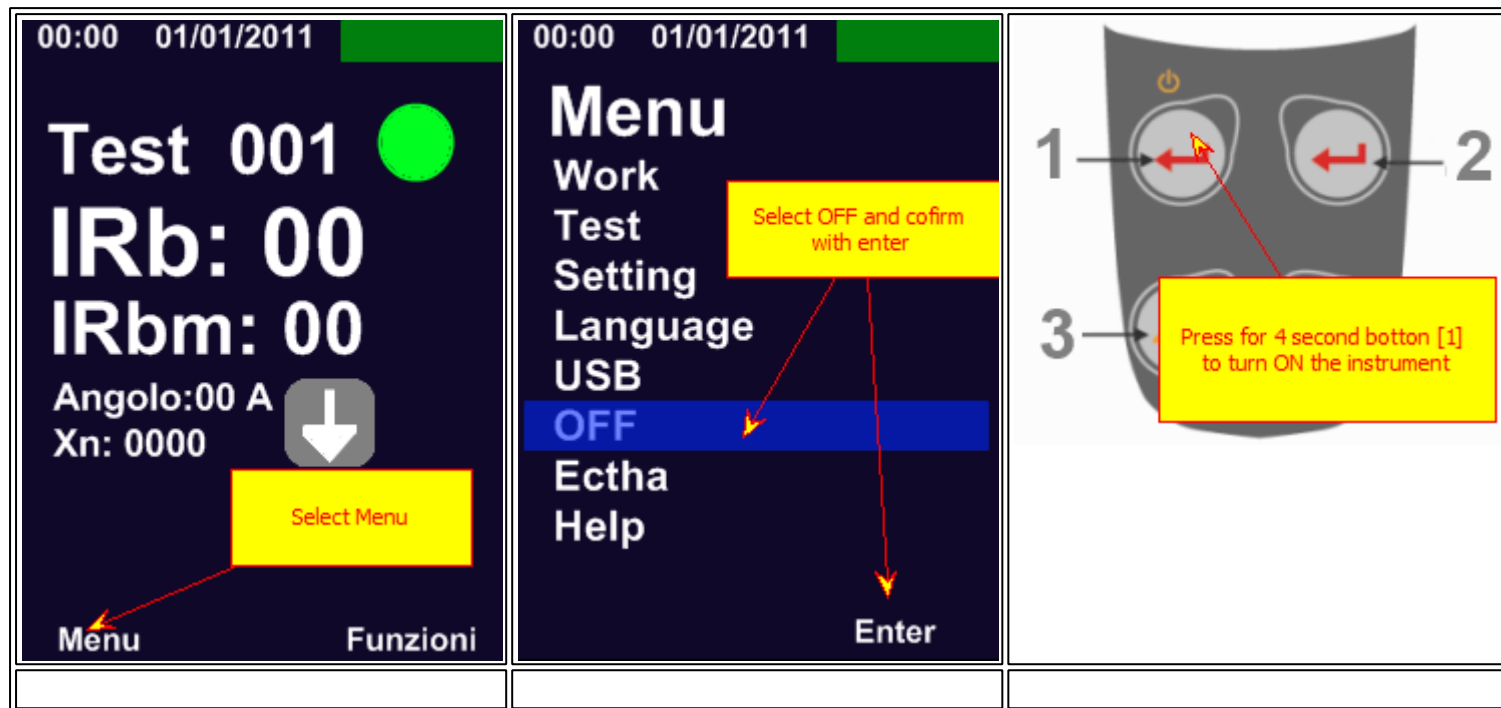 00:00 01/01/2011
Test 001
IRb: 00
IRbm: 00
Angolo:00 A
Xn: 0000
Select Menu
Menu Funzioni
00:00 01/01/2011
Menu
Work
Test
Setting
Language
USB
OFF
Ectha
Help
Select OFF and cofirm
with enter
Enter
1
2
3
Press for 4 second botton [1]
to turn ON the instrument